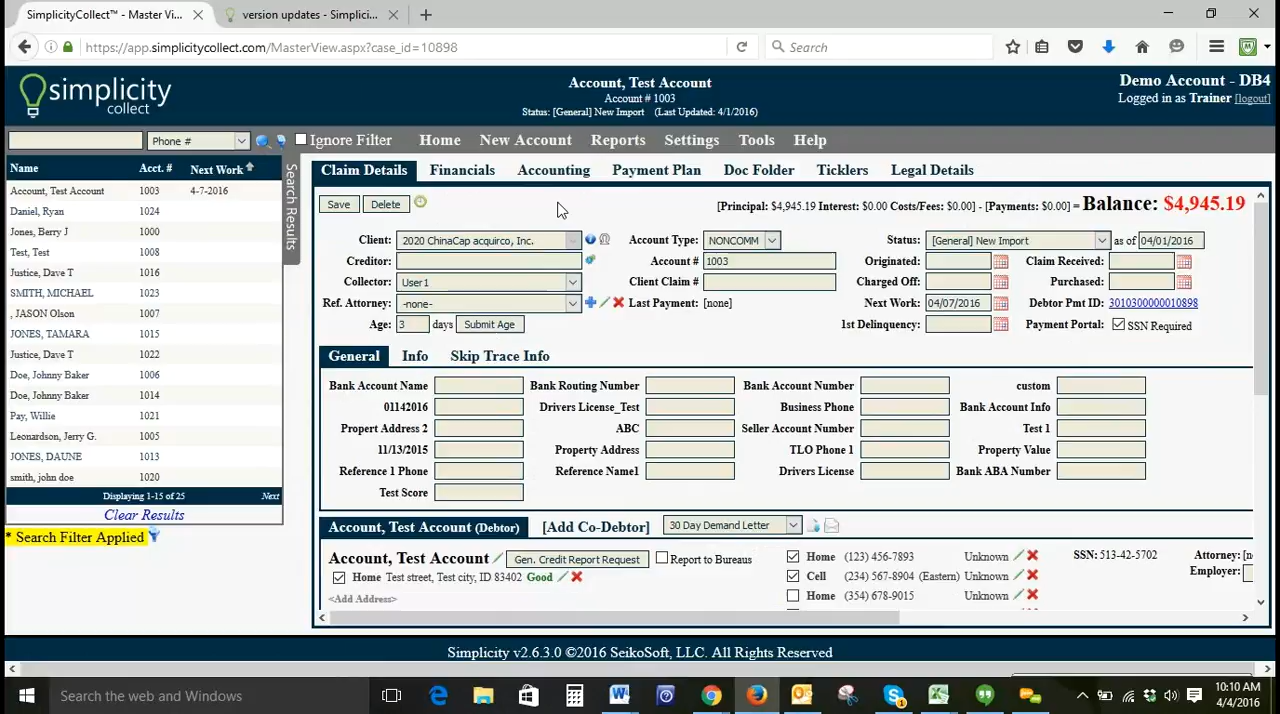 SimplicityCollect™ - Master Vi...
version updates - Simplici...
https://app.simplicitycollect.com/MasterView.aspx?case_id=10898
Search
simplicity
collect
Account, Test Account
Account # 1003
Status: [General] New Import (Last Updated: 4/1/2016)
Demo Account - DB4
Logged in as Trainer [logout]
Phone #
Ignore Filter
Home New Account Reports Settings Tools Help
Name Acct. # Next Work
Account, Test Account 1003 4-7-2016
Daniel, Ryan 1024
Jones, Berry J 1000
Test, Test 1008
Justice, Dave T 1016
SMITH, MICHAEL 1023
, JASON Olson 1007
JONES, TAMARA 1015
Justice, Dave T 1022
Doe, Johnny Baker 1006
Doe, Johnny Baker 1014
Pay, Willie 1021
Leonardson, Jerry G. 1005
JONES, DAUNE 1013
smith, john doe 1020
Displaying 1-15 of 25 Next
Clear Results
* Search Filter Applied
Search Results
Claim Details Financials Accounting Payment Plan Doc Folder Ticklers Legal Details
Save Delete
[Principal: $4,945.19 Interest: $0.00 Costs/Fees: $0.00] - [Payments: $0.00] = Balance: $4,945.19
Client: 2020 ChinaCap acquirco, Inc. Account Type: NONCOMM Status: [General] New Import as of 04/01/2016
Creditor: Account # 1003 Originated: Claim Received:
Collector: User1 Client Claim # Charged Off: Purchased:
Ref. Attorney: -none- Last Payment: [none] Next Work: 04/07/2016 Debtor Pmt ID: 3010300000010898
Age: 3 days Submit Age 1st Delinquency: Payment Portal: SSN Required
General Info Skip Trace Info
Bank Account Name Bank Routing Number Bank Account Number custom
01142016 Drivers License_Test Business Phone Bank Account Info
Propert Address 2 ABC Seller Account Number Test 1
11/13/2015 Property Address TLO Phone 1 Property Value
Reference 1 Phone Reference Name1 Drivers License Bank ABA Number
Test Score
Account, Test Account (Debtor) [Add Co-Debtor] 30 Day Demand Letter
Account, Test Account Gen. Credit Report Request Report to Bureaus Home (123) 456-7893 Unknown SSN: 513-42-5702 Attorney: [n
Home Test street, Test city, ID 83402 Good Cell (234) 567-8904 (Eastern) Unknown Employer:
<Add Address> Home (354) 678-9015 Unknown
Simplicity v2.6.3.0 ©2016 SeikoSoft, LLC. All Rights Reserved
Search the web and Windows
10:10 AM
4/4/2016